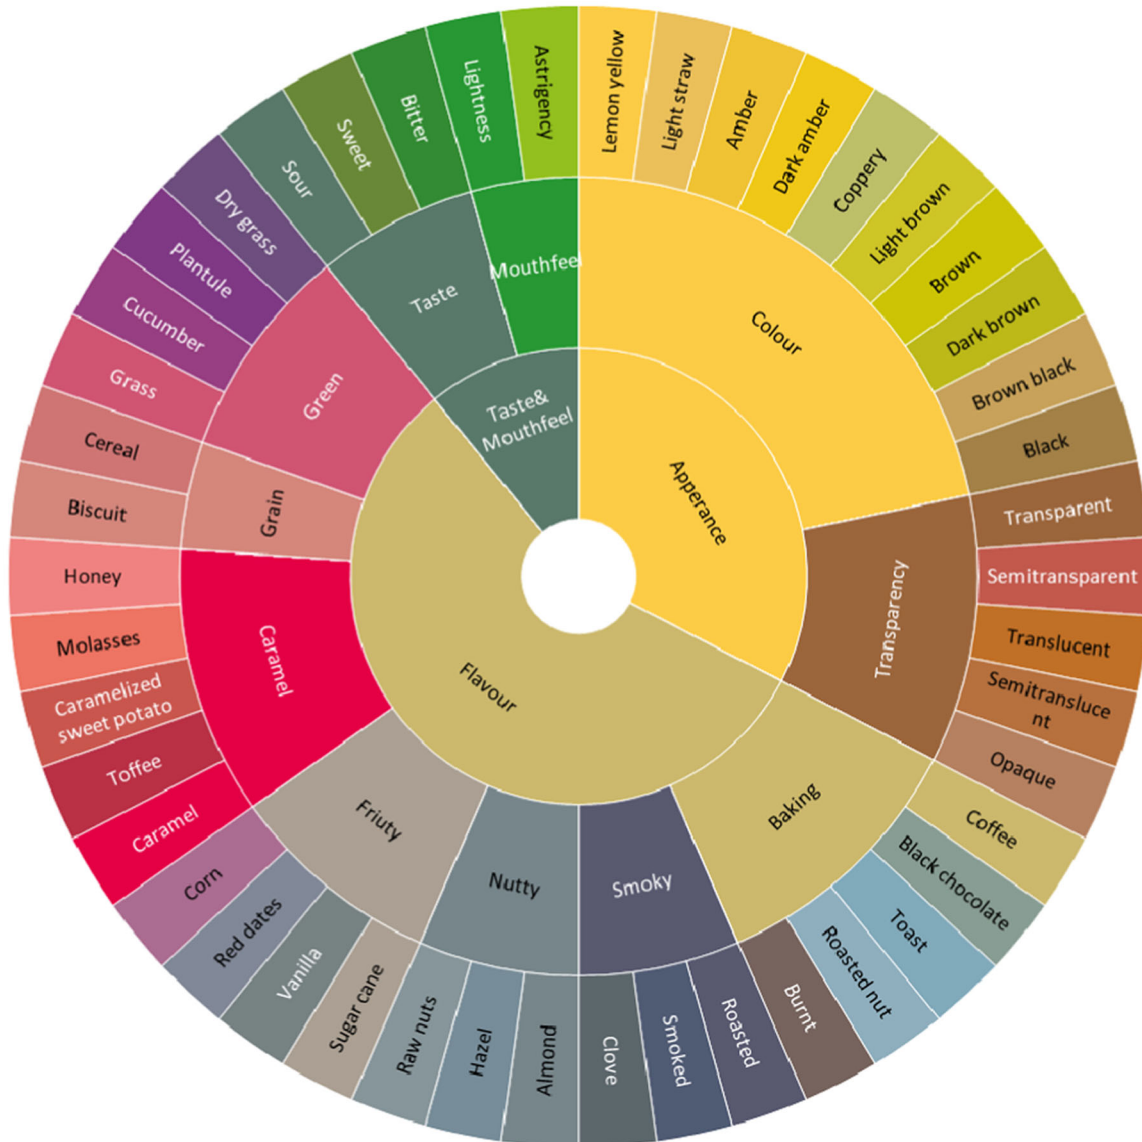 Apperance
Flavour
Taste&
Mouthfeel
Colour
Transparency
Baking
Smoky
Nutty
Friuty
Caramel
Grain
Green
Taste
Mouthfeel
Lemon yellow
Light straw
Amber
Dark amber
Coppery
Light brown
Brown
Dark brown
Brown black
Black
Transparent
Semitransparent
Translucent
Semitransluce
nt
Opaque
Coffee
Black chocolate
Toast
Roasted nut
Burnt
Roasted
Smoked
Clove
Almond
Hazel
Raw nuts
Sugar cane
Vanilla
Red dates
Corn
Caramel
Toffee
Caramelized
sweet potato
Molasses
Honey
Biscuit
Cereal
Grass
Cucumber
Plantule
Dry grass
Sour
Sweet
Bitter
Lightness
Astrigency